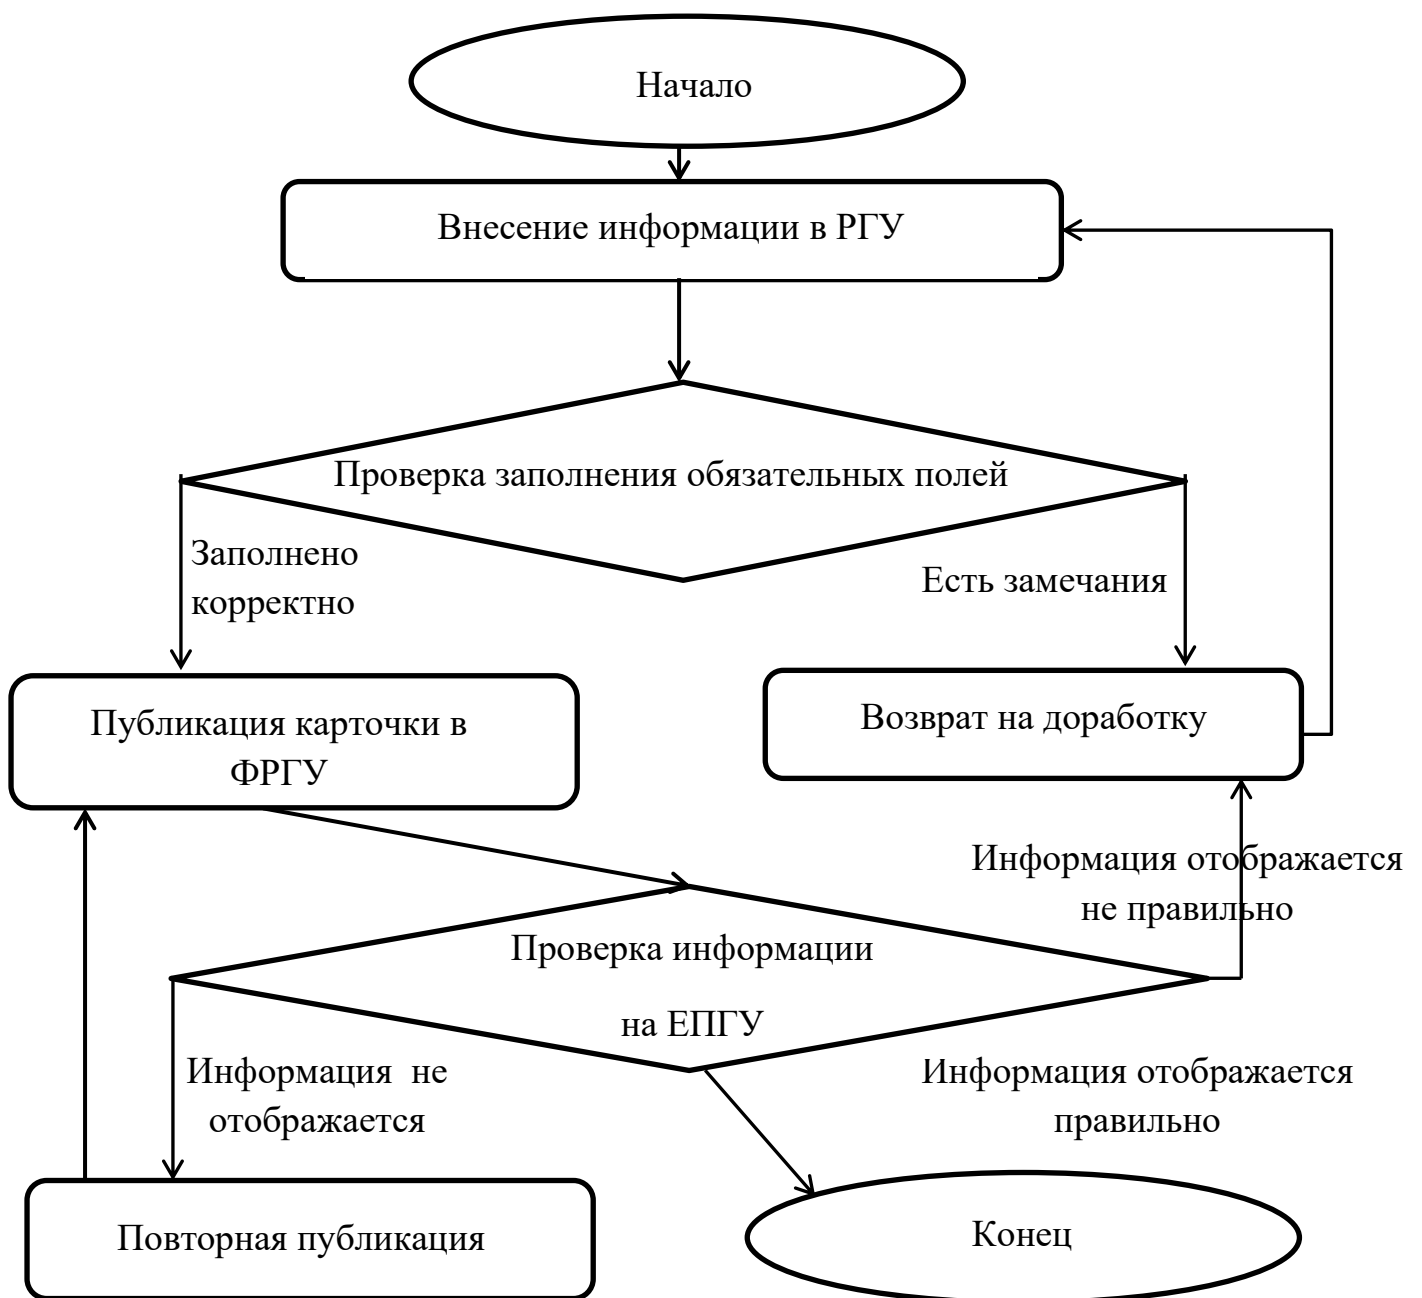 Начало
Внесение информации в РГУ
Проверка заполнения обязательных полей
Заполнено
корректно
Есть замечания
Публикация карточки в
ФРГУ
Возврат на доработку
Информация отображается
не правильно
Проверка информации
на ЕПГУ
Информация не
отображается
Информация отображается
правильно
Повторная публикация
Конец